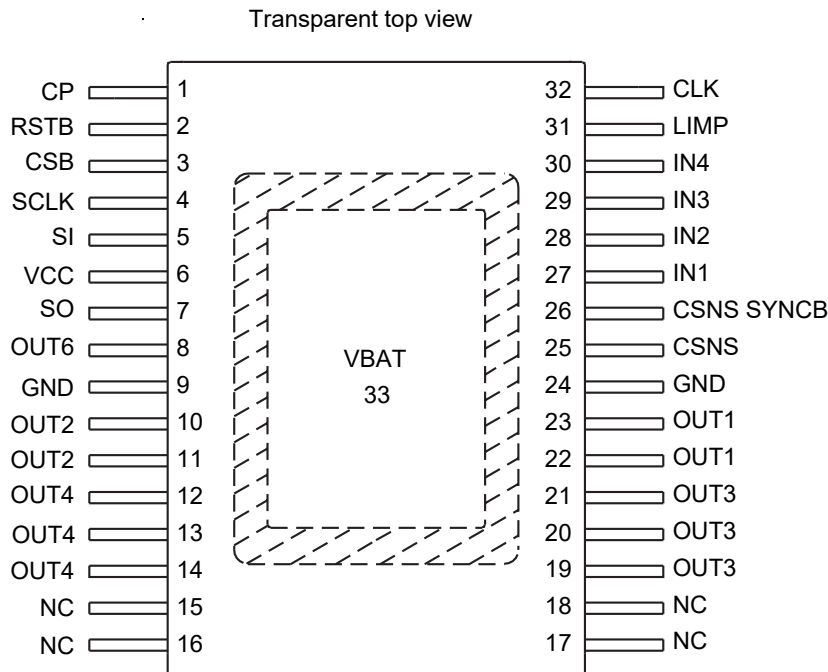 Transparent top view
CP 1 32 CLK
RSTB 2 31 LIMP
CSB 3 30 IN4
SCLK 4 29 IN3
SI 5 28 IN2
VCC 6 27 IN1
SO 7 26 CSNS SYNCB
OUT6 8 25 CSNS
GND 9 24 GND
OUT2 10 23 OUT1
OUT2 11 22 OUT1
OUT4 12 21 OUT3
OUT4 13 20 OUT3
OUT4 14 19 OUT3
NC 15 18 NC
NC 16 17 NC
VBAT
33